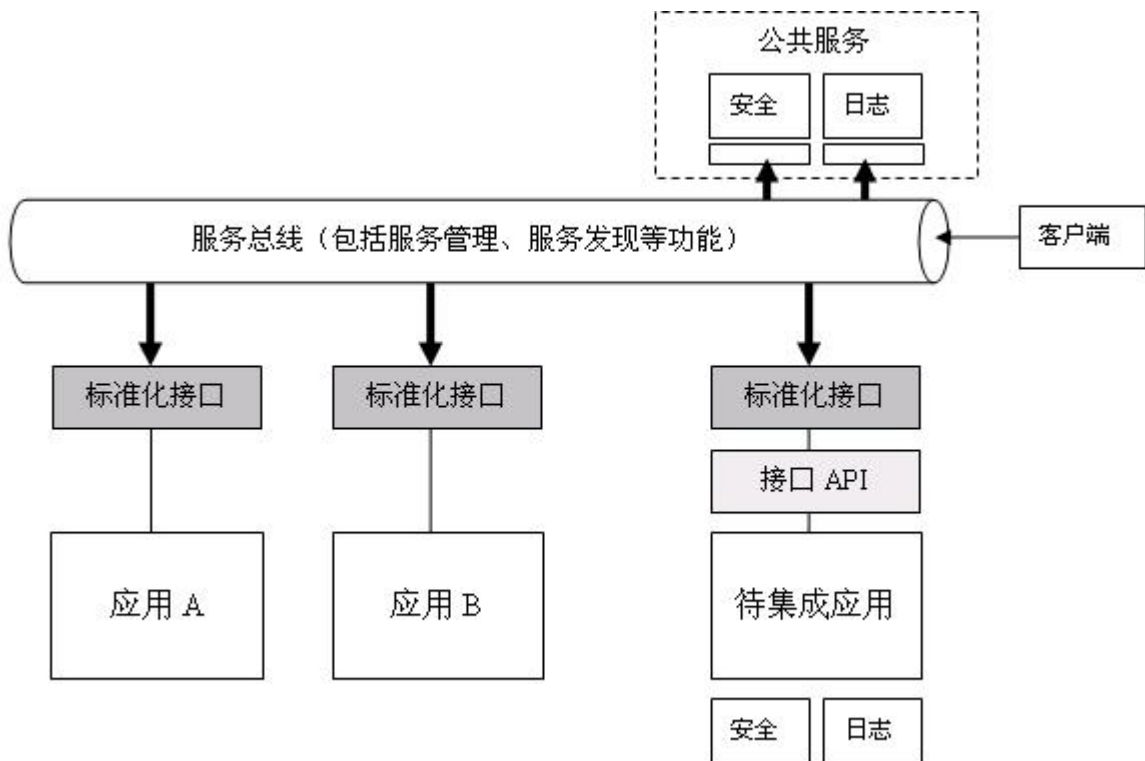 公共服务
安全
日志
服务总线（包括服务管理、服务发现等功能）
客户端
标准化接口
标准化接口
标准化接口
接口 API
应用 A
应用 B
待集成应用
安全
日志